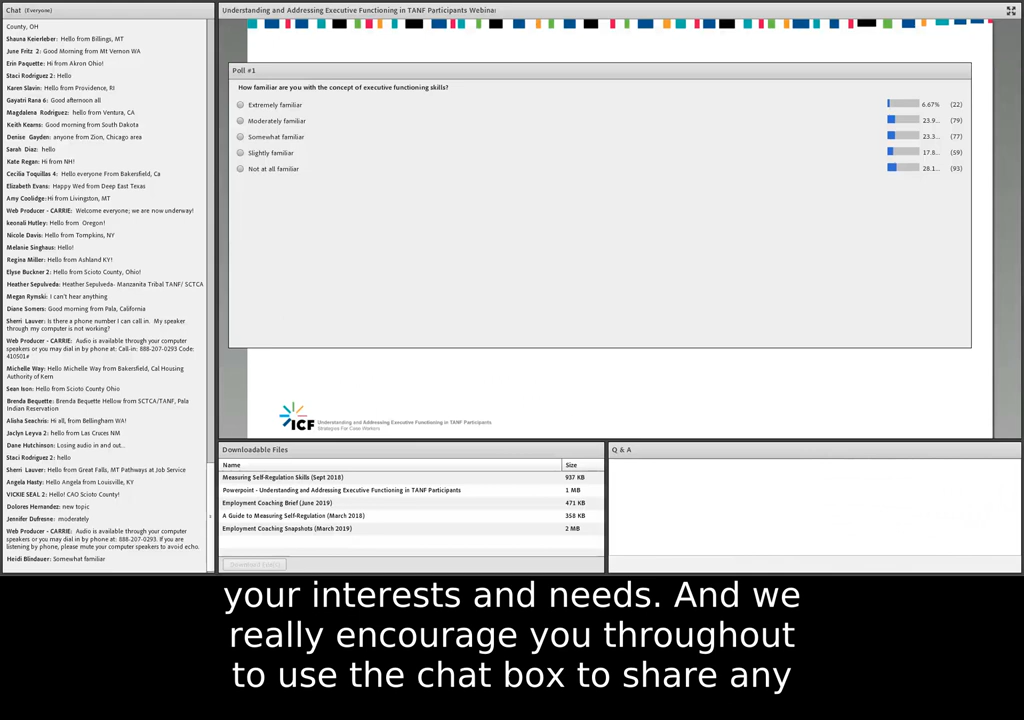 Chat (Everyone)
County, OH
Shauna Keierleber: Hello from Billings, MT
June Fritz 2: Good Morning from Mt Vernon WA
Erin Paquette: Hi from Akron Ohio!
Staci Rodriguez 2: Hello
Karen Slavin: Hello from Providence, RI
Gayatri Rana 6: Good afternoon all
Magdalena Rodriguez: hello from Ventura, CA
Keith Kearns: Good morning from South Dakota
Denise Gayden: anyone from Zion, Chicago area
Sarah Diaz: hello
Kate Regan: Hi from NH!
Cecilia Toquillas 4: Hello everyone From Bakersfield, Ca
Elizabeth Evans: Happy Wed from Deep East Texas
Amy Coolidge: Hi from Livingston, MT
Web Producer - CARRIE: Welcome everyone; we are now underway!
keonali Hutley: Hello from Oregon!
Nicole Davis: Hello from Tompkins, NY
Melanie Singhaus: Hello!
Regina Miller: Hello from Ashland KY!
Elyse Buckner 2: Hello from Scioto County, Ohio!
Heather Sepulveda: Heather Sepulveda- Manzanita Tribal TANF/ SCTCA
Megan Rymski: I can't hear anything
Diane Somers: Good morning from Pala, California
Sherri Lauver: Is there a phone number I can call in. My speaker
through my computer is not working?
Web Producer - CARRIE: Audio is available through your computer
speakers or you may dial in by phone at: Call-in: 888-207-0293 Code:
410501#
Michelle Way: Hello Michelle Way from Bakersfield, Cal Housing
Authority of Kern
Sean Ison: Hello from Scioto County Ohio
Brenda Bequette: Brenda Bequette Hellow from SCTCA/TANF, Pala
Indian Reservation
Alisha Seachris: Hi all, from Bellingham WA!
Jaclyn Leyva 2: hello from Las Cruces NM
Dane Hutchinson: Losing audio in and out...
Staci Rodriguez 2: hello
Sherri Lauver: Hello from Great Falls, MT Pathways at Job Service
Angela Hasty: Hello Angela from Louisville, KY
VICKIE SEAL 2: Hello! CAO Scioto County!
Dolores Hernandez: new topic
Jennifer Dufresne: moderately
Web Producer - CARRIE: Audio is available through your computer
speakers or you may dial in by phone at: 888-207-0293. If you are
listening by phone, please mute your computer speakers to avoid echo.
Heidi Blindauer: Somewhat familiar
Understanding and Addressing Executive Functioning in TANF Participants Webinar
Poll #1
How familiar are you with the concept of executive functioning skills?
Extremely familiar 6.67% (22)
Moderately familiar 23.9... (79)
Somewhat familiar 23.3... (77)
Slightly familiar 17.8... (59)
Not at all familiar 28.1... (93)
ICF Understanding and Addressing Executive Functioning in TANF Participants
Strategies For Case Workers
Downloadable Files
Name Size
Measuring Self-Regulation Skills (Sept 2018) 937 KB
Powerpoint - Understanding and Addressing Executive Functioning in TANF Participants 1 MB
Employment Coaching Brief (June 2019) 471 KB
A Guide to Measuring Self-Regulation (March 2018) 358 KB
Employment Coaching Snapshots (March 2019) 2 MB
Download File(s)
Q & A
your interests and needs. And we
really encourage you throughout
to use the chat box to share any